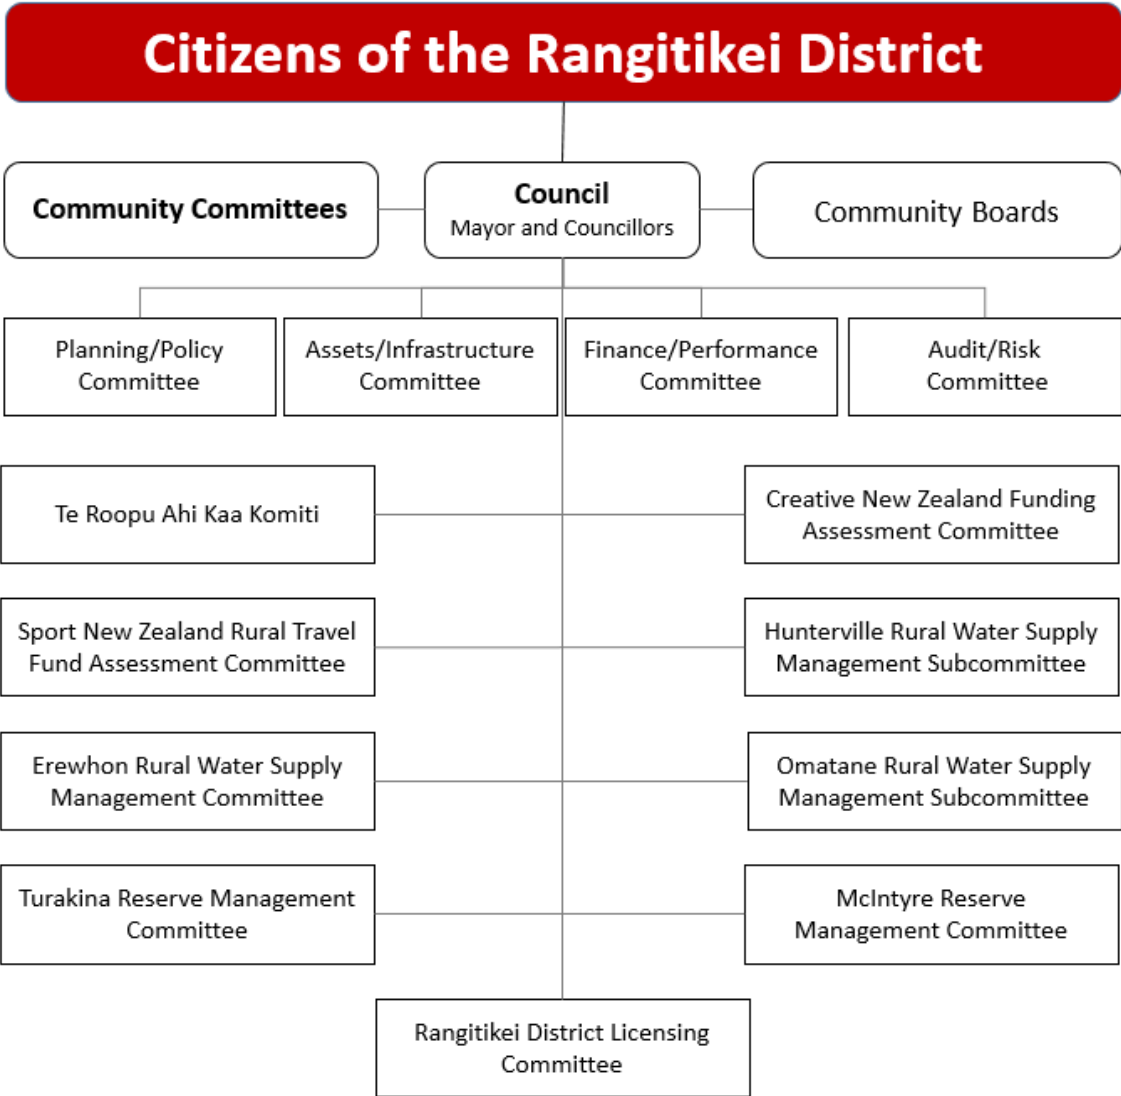 Citizens of the Rangitikei District
Community Committees
Council
Mayor and Councillors
Community Boards
Planning/Policy
Committee
Assets/Infrastructure
Committee
Finance/Performance
Committee
Audit/Risk
Committee
Te Roopu Ahi Kaa Komiti
Creative New Zealand Funding
Assessment Committee
Sport New Zealand Rural Travel
Fund Assessment Committee
Hunterville Rural Water Supply
Management Subcommittee
Erewhon Rural Water Supply
Management Committee
Omatane Rural Water Supply
Management Subcommittee
Turakina Reserve Management
Committee
McIntyre Reserve
Management Committee
Rangitikei District Licensing
Committee